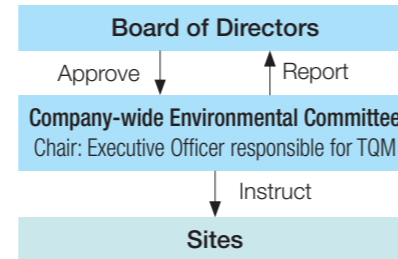 Board of Directors
Approve
Report
Company-wide Environmental Committee
Chair: Executive Officer responsible for TQM
Instruct
Sites